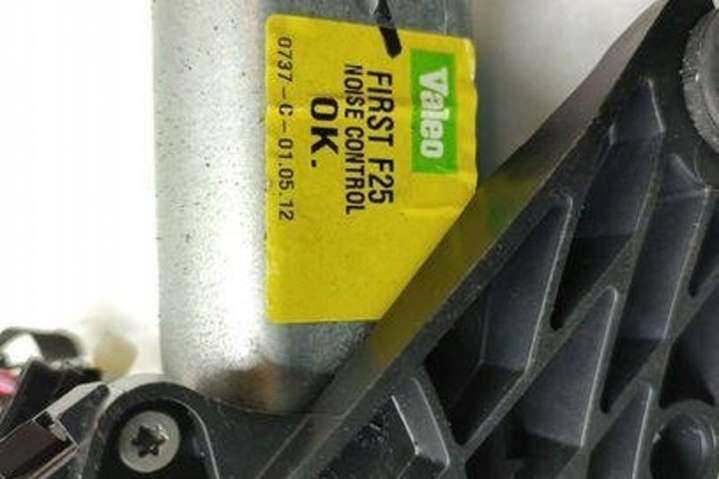 Valeo
FIRST F25
NOISE CONTROL
OK.
0737-C-01.05.12